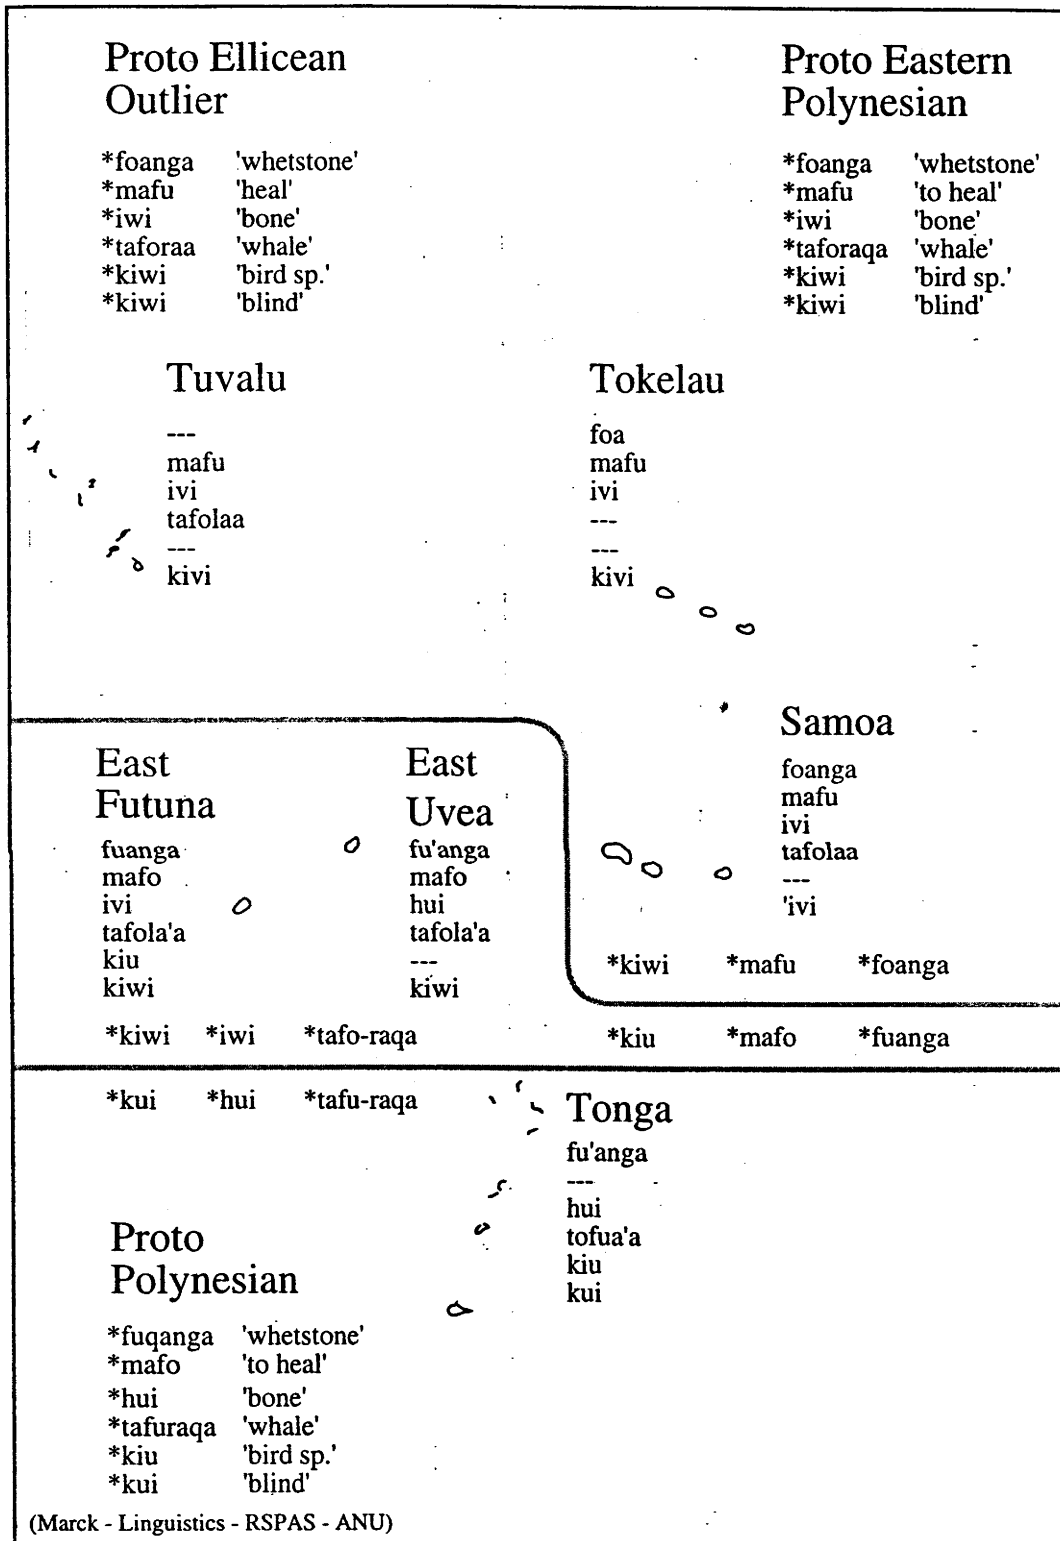 Proto Ellicean
Outlier
*foanga 'whetstone'
*mafu 'heal'
*iwi 'bone'
*taforaa 'whale'
*kiwi 'bird sp.'
*kiwi 'blind'
Proto Eastern
Polynesian
*foanga 'whetstone'
*mafu 'to heal'
*iwi 'bone'
*taforaqa 'whale'
*kiwi 'bird sp.'
*kiwi 'blind'
Tuvalu
---
mafu
ivi
tafolaa
---
kivi
Tokelau
foa
mafu
ivi
---
---
kivi
Samoa
foanga
mafu
ivi
tafolaa
---
'ivi
East
Futuna
fuanga
mafo
ivi
tafola'a
kiu
kiwi
East
Uvea
fu'anga
mafo
hui
tafola'a
---
kiwi
*kiwi *mafu *foanga
*kiwi *iwi *tafo-raqa
*kiu *mafo *fuanga
*kui *hui *tafu-raqa
Tonga
fu'anga
---
hui
tofua'a
kiu
kui
Proto
Polynesian
*fuqanga 'whetstone'
*mafo 'to heal'
*hui 'bone'
*tafuraqa 'whale'
*kiu 'bird sp.'
*kui 'blind'
(Marck - Linguistics - RSPAS - ANU)